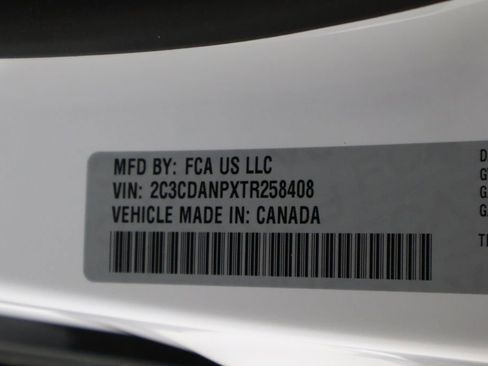 MFD BY: FCA US LLC
VIN: 2C3CDANPXTR258408
VEHICLE MADE IN: CANADA